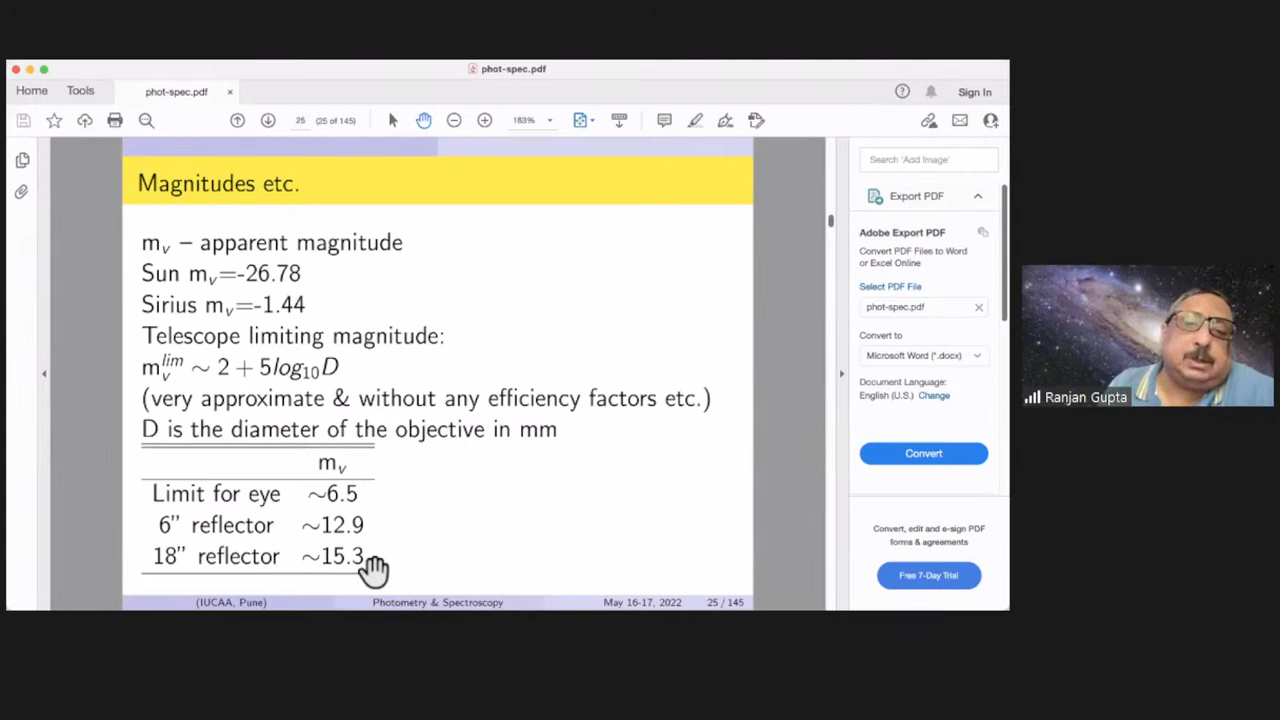 phot-spec.pdf
Home Tools phot-spec.pdf × Sign In
25 (25 of 145) 163%
Search 'Add Image'
Export PDF
Adobe Export PDF
Convert PDF Files to Word
or Excel Online
Select PDF File
phot-spec.pdf
Convert to
Microsoft Word (*.docx)
Document Language:
English (U.S.) Change
Convert
Convert, edit and e-sign PDF
forms & agreements
Free 7-Day Trial
Magnitudes etc.
m_v – apparent magnitude
Sun m_v=-26.78
Sirius m_v=-1.44
Telescope limiting magnitude:
m_v^lim ∼ 2 + 5log₁₀D
(very approximate & without any efficiency factors etc.)
D is the diameter of the objective in mm
m_v
Limit for eye ∼6.5
6” reflector ∼12.9
18” reflector ∼15.3
(IUCAA, Pune) Photometry & Spectroscopy May 16-17, 2022 25 / 145
Ranjan Gupta